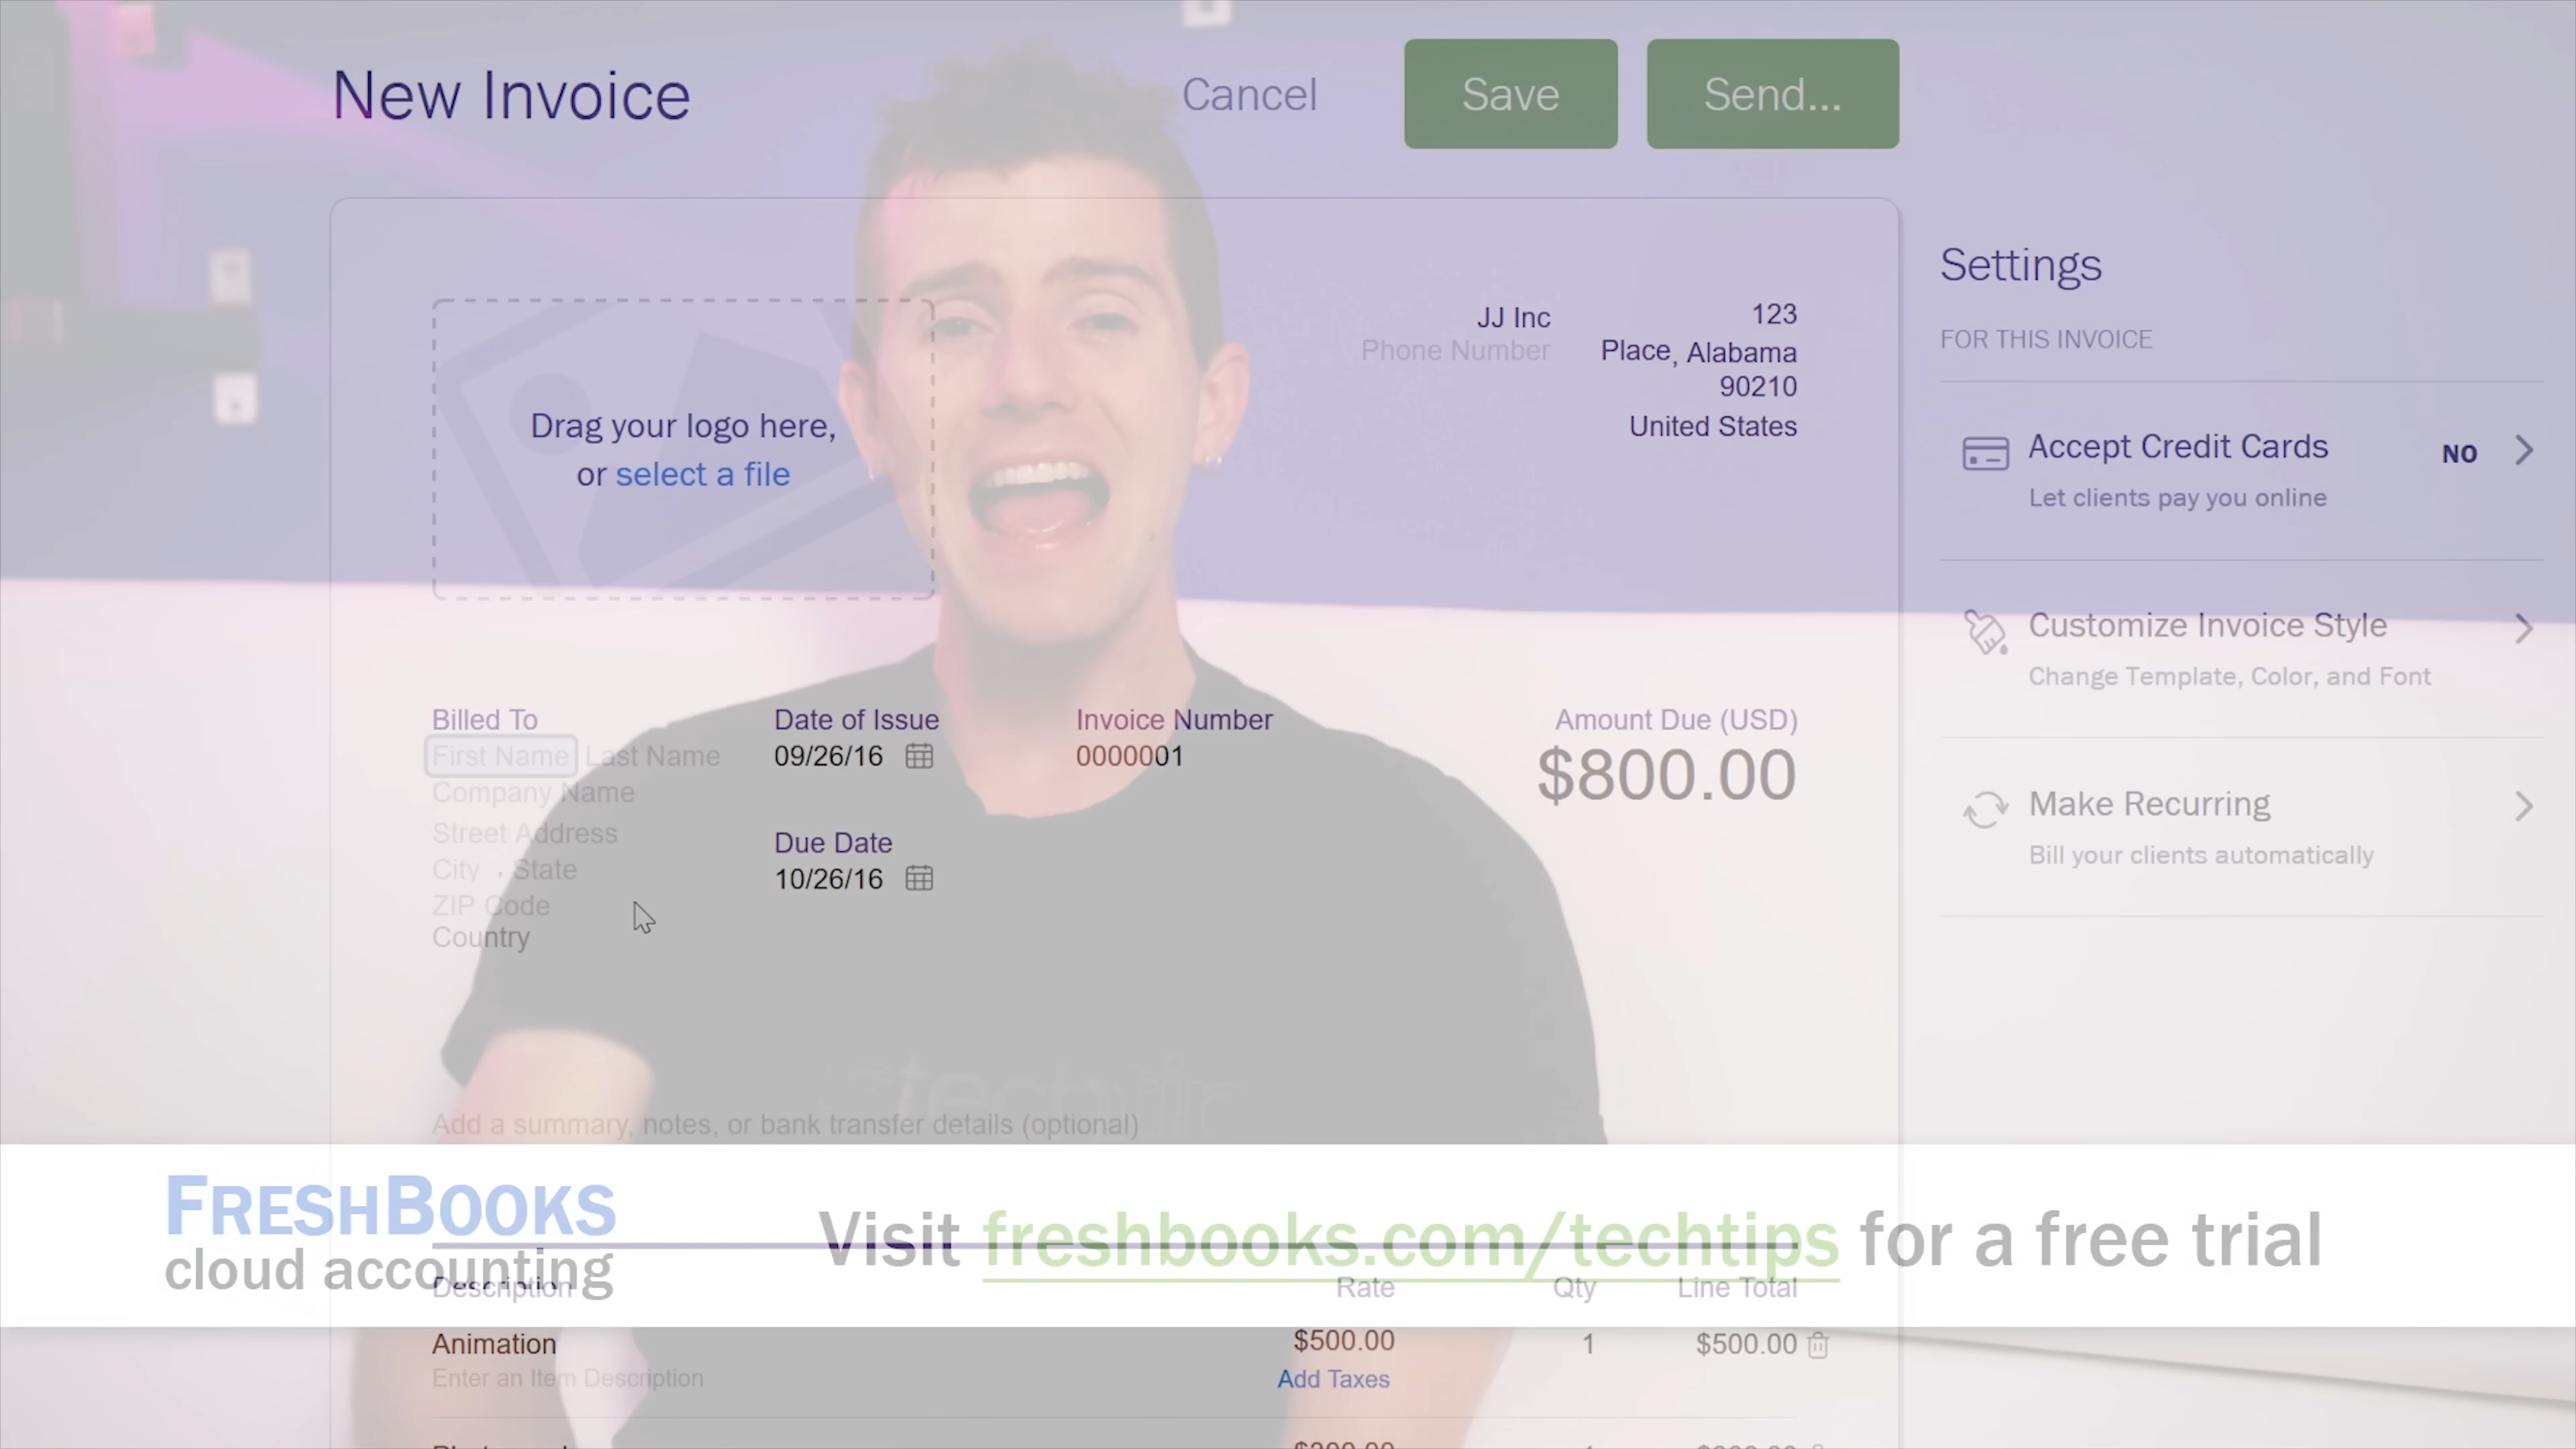 New Invoice
Cancel
Save
Send...
Drag your logo here,
or select a file
JJ Inc
Phone Number
123
Place, Alabama
90210
United States
Settings
FOR THIS INVOICE
Accept Credit Cards
NO
Let clients pay you online
Customize Invoice Style
Change Template, Color, and Font
Make Recurring
Bill your clients automatically
Billed To
First Name Last Name
Company Name
Street Address
City , State
ZIP Code
Country
Date of Issue
09/26/16
Due Date
10/26/16
Invoice Number
0000001
Amount Due (USD)
$800.00
Add a summary, notes, or bank transfer details (optional)
FRESHBOOKS
cloud accounting
Visit freshbooks.com/techtips for a free trial
Description Rate Qty Line Total
Animation $500.00 1 $500.00
Enter an Item Description Add Taxes